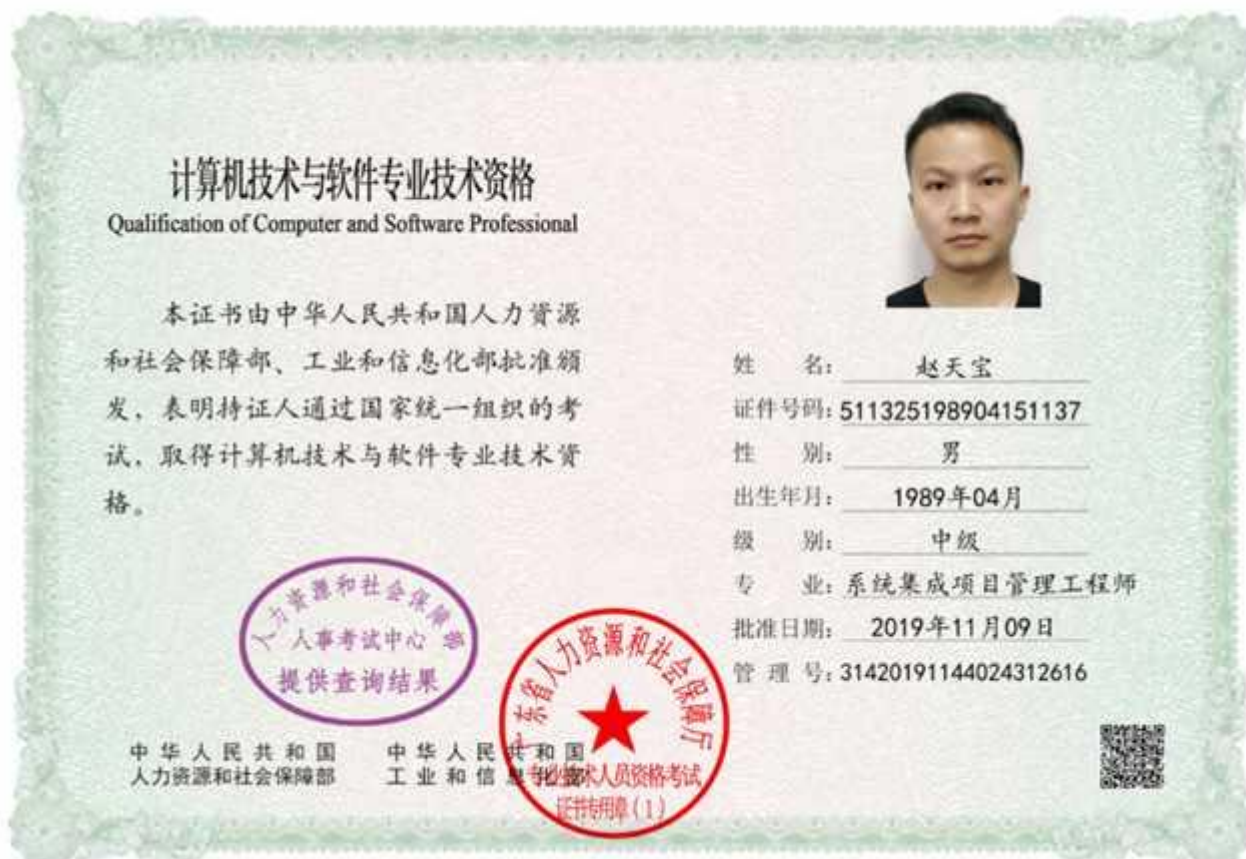 计算机技术与软件专业技术资格
Qualification of Computer and Software Professional
本证书由中华人民共和国人力资源
和社会保障部、工业和信息化部批准颁
发，表明持证人通过国家统一组织的考
试，取得计算机技术与软件专业技术资
格。
姓 名：赵天宝
证件号码：511325198904151137
性 别：男
出生年月：1989年04月
级 别：中级
专 业：系统集成项目管理工程师
批准日期：2019年11月09日
管 理 号：31420191144024312616
人力资源和社会保障部
人事考试中心
提供查询结果
广东省人力资源和社会保障厅
专业技术人员资格考试
证书专用章（1）
中华人民共和国
人力资源和社会保障部
中华人民共和国
工业和信息化部